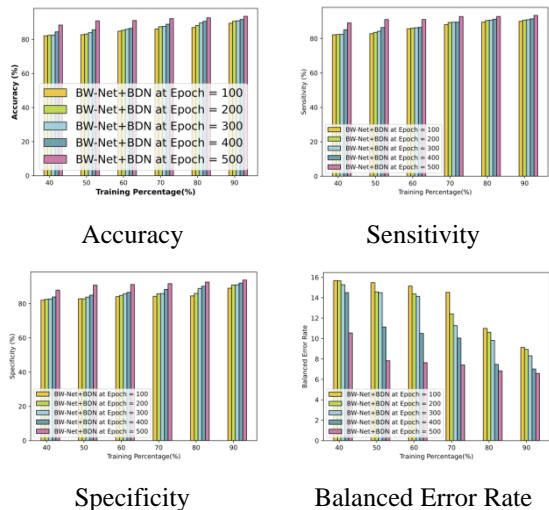 80
60
40
20
0
Accuracy (%)
BW-Net+BDN at Epoch = 100
BW-Net+BDN at Epoch = 200
BW-Net+BDN at Epoch = 300
BW-Net+BDN at Epoch = 400
BW-Net+BDN at Epoch = 500
40 50 60 70 80 90
Training Percentage(%)
Accuracy
80
60
40
20
0
Sensitivity (%)
BW-Net+BDN at Epoch = 100
BW-Net+BDN at Epoch = 200
BW-Net+BDN at Epoch = 300
BW-Net+BDN at Epoch = 400
BW-Net+BDN at Epoch = 500
40 50 60 70 80 90
Training Percentage(%)
Sensitivity
80
60
40
20
0
Specificity (%)
BW-Net+BDN at Epoch = 100
BW-Net+BDN at Epoch = 200
BW-Net+BDN at Epoch = 300
BW-Net+BDN at Epoch = 400
BW-Net+BDN at Epoch = 500
40 50 60 70 80 90
Training Percentage(%)
Specificity
16
14
12
10
8
6
4
2
0
Balanced Error Rate
BW-Net+BDN at Epoch = 100
BW-Net+BDN at Epoch = 200
BW-Net+BDN at Epoch = 300
BW-Net+BDN at Epoch = 400
BW-Net+BDN at Epoch = 500
40 50 60 70 80 90
Training Percentage(%)
Balanced Error Rate